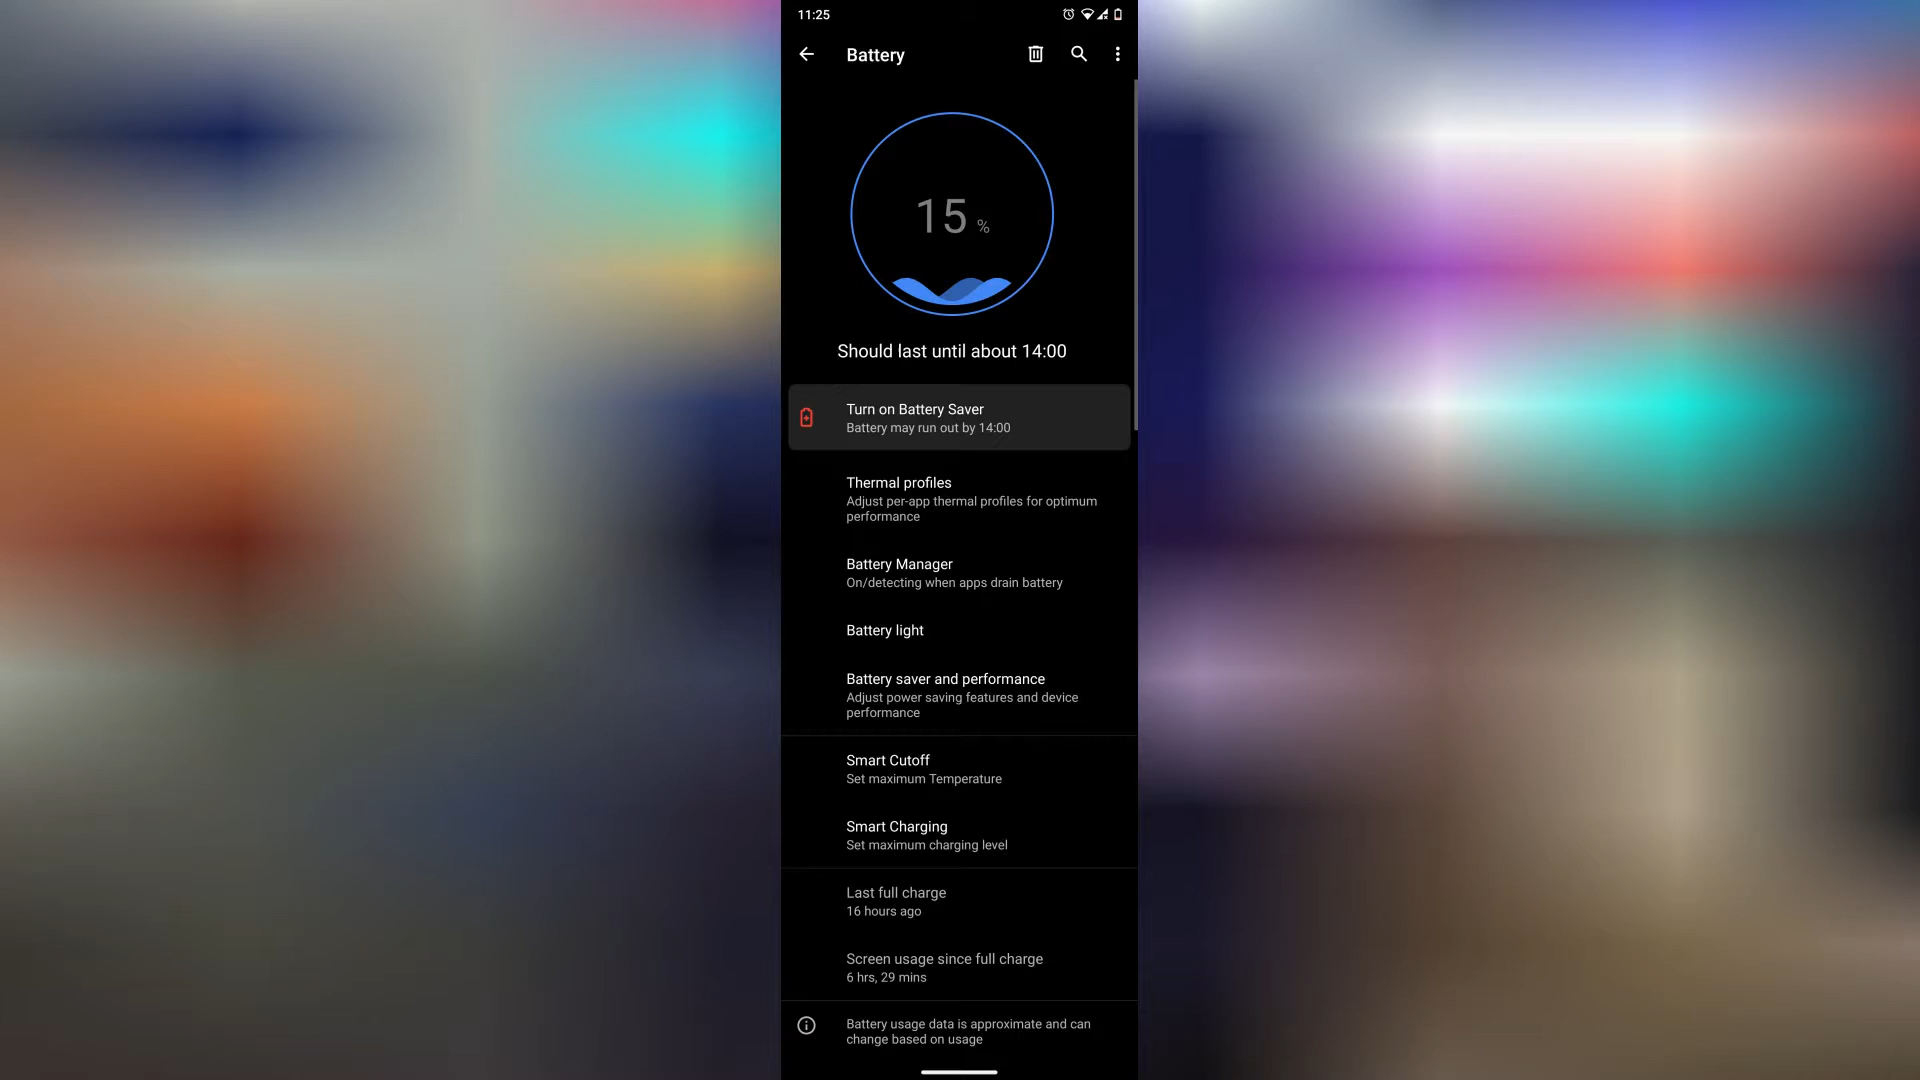 11:25
Battery
15 %
Should last until about 14:00
Turn on Battery Saver
Battery may run out by 14:00
Thermal profiles
Adjust per-app thermal profiles for optimum
performance
Battery Manager
On/detecting when apps drain battery
Battery light
Battery saver and performance
Adjust power saving features and device
performance
Smart Cutoff
Set maximum Temperature
Smart Charging
Set maximum charging level
Last full charge
16 hours ago
Screen usage since full charge
6 hrs, 29 mins
Battery usage data is approximate and can
change based on usage